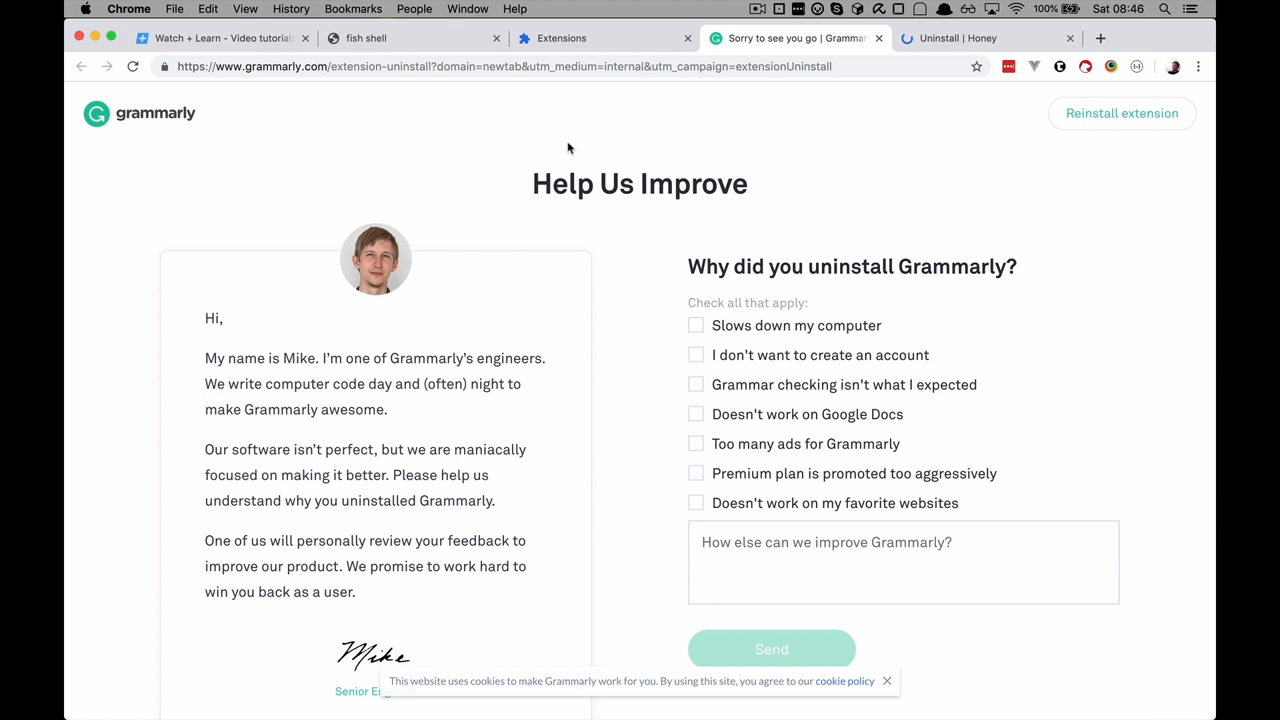 Chrome File Edit View History Bookmarks People Window Help 100% Sat 08:46
Watch + Learn - Video tutorials
fish shell
Extensions
Sorry to see you go | Grammar
Uninstall | Honey
https://www.grammarly.com/extension-uninstall?domain=newtab&utm_medium=internal&utm_campaign=extensionUninstall
grammarly
Reinstall extension
Help Us Improve
Hi,
My name is Mike. I'm one of Grammarly's engineers.
We write computer code day and (often) night to
make Grammarly awesome.
Our software isn't perfect, but we are maniacally
focused on making it better. Please help us
understand why you uninstalled Grammarly.
One of us will personally review your feedback to
improve our product. We promise to work hard to
win you back as a user.
Mike
Senior
Why did you uninstall Grammarly?
Check all that apply:
Slows down my computer
I don't want to create an account
Grammar checking isn't what I expected
Doesn't work on Google Docs
Too many ads for Grammarly
Premium plan is promoted too aggressively
Doesn't work on my favorite websites
How else can we improve Grammarly?
Send
This website uses cookies to make Grammarly work for you. By using this site, you agree to our cookie policy